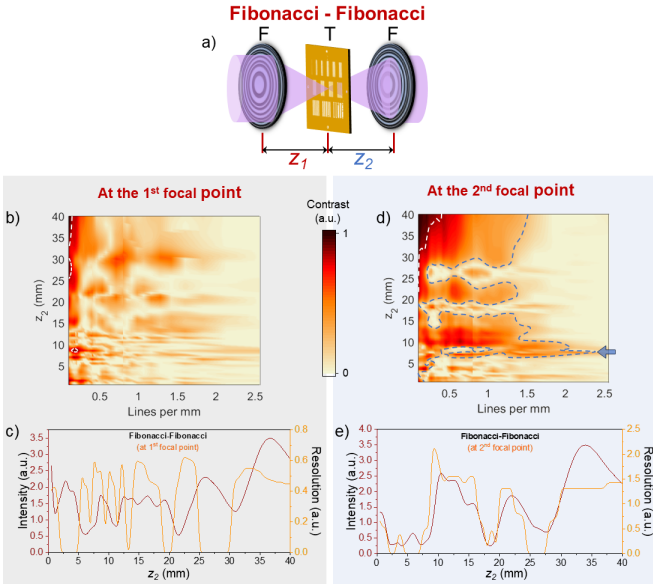 Fibonacci - Fibonacci
F T F
a)
z1 z2
At the 1st focal point
At the 2nd focal point
b)
Contrast
(a.u.)
1
0
d)
40
35
30
25
20
15
10
5
z2 (mm)
0.5 1.0 1.5 2.0 2.5
Lines per mm
40
35
30
25
20
15
10
5
z2 (mm)
0.5 1.0 1.5 2.0 2.5
Lines per mm
c)
Fibonacci-Fibonacci
(at 1st focal point)
3.5
3.0
2.5
2.0
1.5
1.0
0.5
0.0
Intensity (a.u.)
0.8
0.6
0.4
0.2
0.0
Resolution (a.u.)
0 5 10 15 20 25 30 35 40
z2 (mm)
e)
Fibonacci-Fibonacci
(at 2nd focal point)
4.0
3.5
3.0
2.5
2.0
1.5
1.0
0.5
0.0
Intensity (a.u.)
2.5
2.0
1.5
1.0
0.5
0.0
Resolution (a.u.)
0 5 10 15 20 25 30 35 40
z2 (mm)